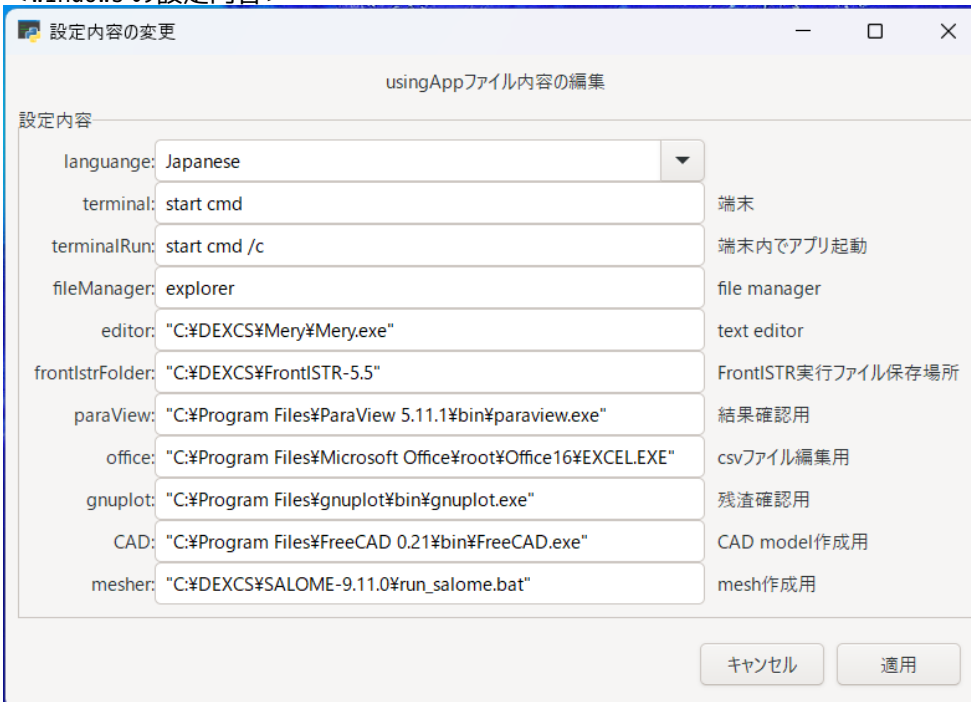 設定内容の変更
usingAppファイル内容の編集
設定内容
languange: Japanese
terminal: start cmd 端末
terminalRun: start cmd /c 端末内でアプリ起動
fileManager: explorer file manager
editor: "C:¥DEXCS¥Mery¥Mery.exe" text editor
frontIstrFolder: "C:¥DEXCS¥FrontISTR-5.5" FrontISTR実行ファイル保存場所
paraView: "C:¥Program Files¥ParaView 5.11.1¥bin¥paraview.exe" 結果確認用
office: "C:¥Program Files¥Microsoft Office¥root¥Office16¥EXCEL.EXE" csvファイル編集用
gnuplot: "C:¥Program Files¥gnuplot¥bin¥gnuplot.exe" 残渣確認用
CAD: "C:¥Program Files¥FreeCAD 0.21¥bin¥FreeCAD.exe" CAD model作成用
mesher: "C:¥DEXCS¥SALOME-9.11.0¥run_salome.bat" mesh作成用
キャンセル 適用